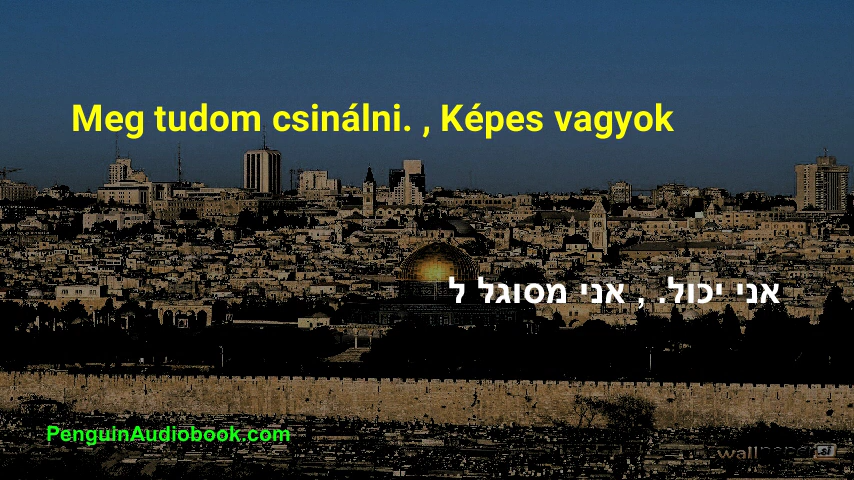 Meg tudom csinálni. , Képes vagyok
אני יכול. , אני מסוגל ל
PenguinAudiobook.com